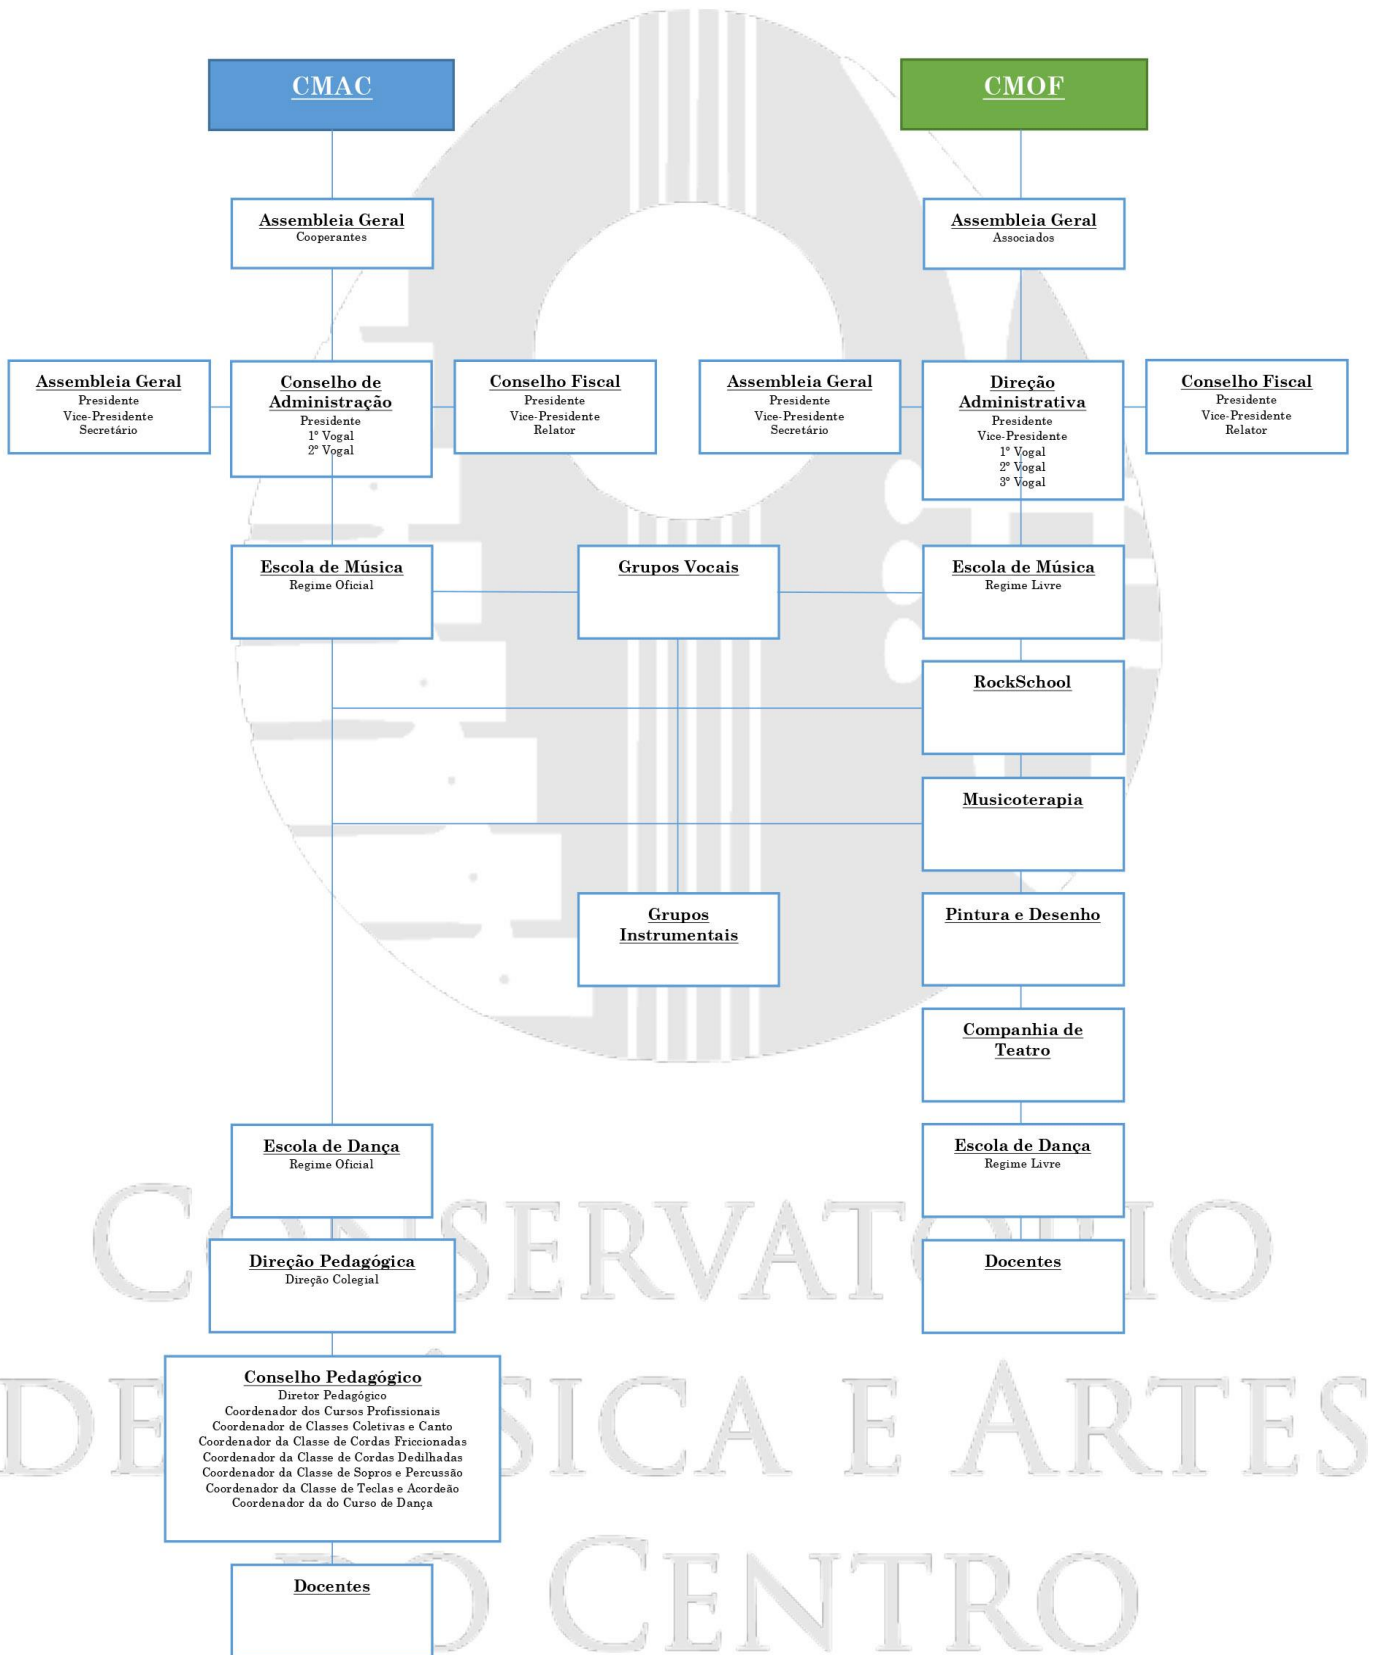 CMAC
CMOF
Assembleia Geral
Cooperantes
Assembleia Geral
Associados
Assembleia Geral
Presidente
Vice-Presidente
Secretário
Conselho de
Administração
Presidente
1º Vogal
2º Vogal
Conselho Fiscal
Presidente
Vice-Presidente
Relator
Assembleia Geral
Presidente
Vice-Presidente
Secretário
Direção
Administrativa
Presidente
Vice-Presidente
1º Vogal
2º Vogal
3º Vogal
Conselho Fiscal
Presidente
Vice-Presidente
Relator
Escola de Música
Regime Oficial
Grupos Vocais
Escola de Música
Regime Livre
RockSchool
Musicoterapia
Grupos
Instrumentais
Pintura e Desenho
Companhia de
Teatro
Escola de Dança
Regime Oficial
Escola de Dança
Regime Livre
Direção Pedagógica
Direção Colegial
Docentes
Conselho Pedagógico
Diretor Pedagógico
Coordenador dos Cursos Profissionais
Coordenador de Classes Coletivas e Canto
Coordenador da Classe de Cordas Friccionadas
Coordenador da Classe de Cordas Dedilhadas
Coordenador da Classe de Sopros e Percussão
Coordenador da Classe de Teclas e Acordeão
Coordenador da do Curso de Dança
Docentes
CONSERVATÓRIO
DE MÚSICA E ARTES
DO CENTRO